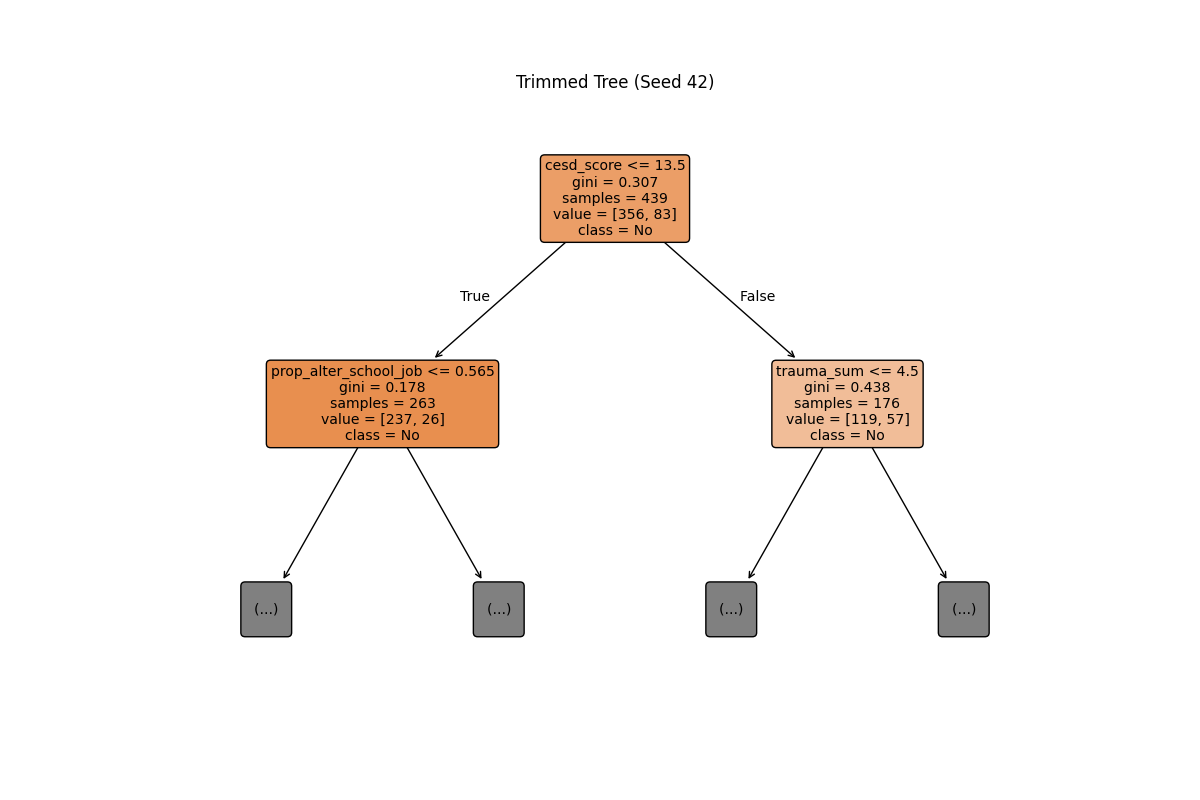 Trimmed Tree (Seed 42)
cesd_score <= 13.5
gini = 0.307
samples = 439
value = [356, 83]
class = No
True
False
prop_alter_school_job <= 0.565
gini = 0.178
samples = 263
value = [237, 26]
class = No
trauma_sum <= 4.5
gini = 0.438
samples = 176
value = [119, 57]
class = No
(...)
(...)
(...)
(...)